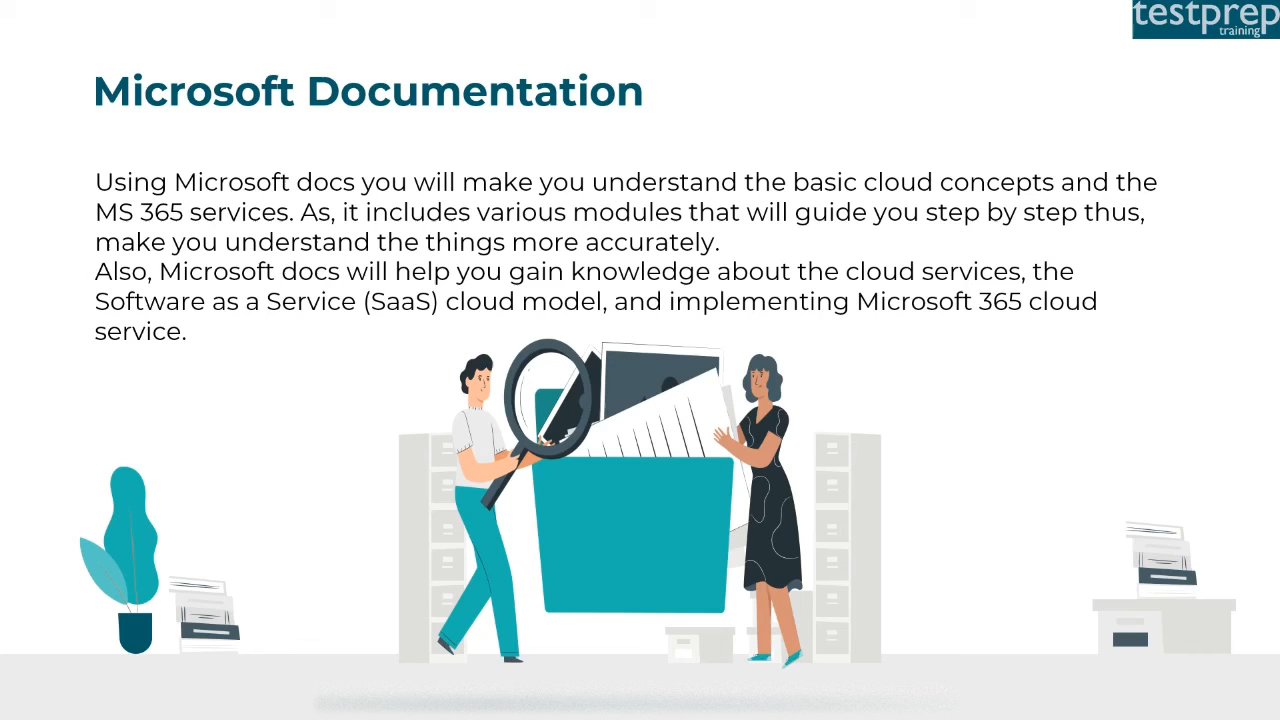 testprep
training
Microsoft Documentation
Using Microsoft docs you will make you understand the basic cloud concepts and the
MS 365 services. As, it includes various modules that will guide you step by step thus,
make you understand the things more accurately.
Also, Microsoft docs will help you gain knowledge about the cloud services, the
Software as a Service (SaaS) cloud model, and implementing Microsoft 365 cloud
service.